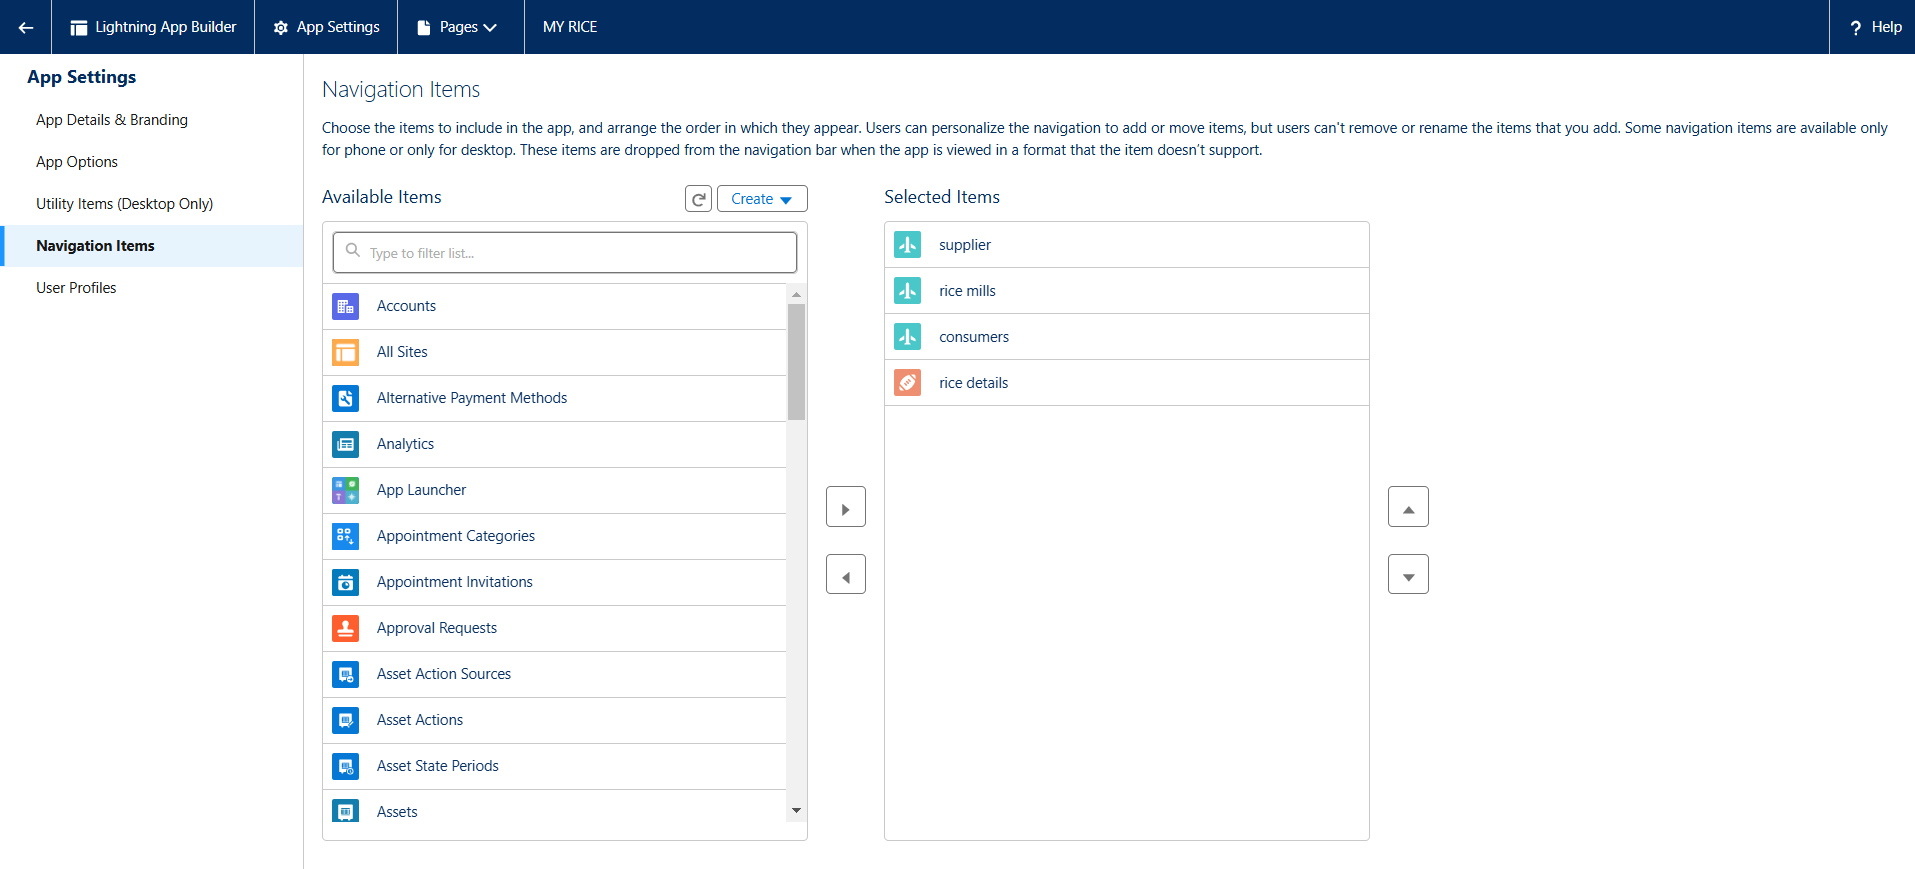 Lightning App Builder
App Settings
Pages
MY RICE
? Help
App Settings
App Details & Branding
App Options
Utility Items (Desktop Only)
Navigation Items
User Profiles
Navigation Items
Choose the items to include in the app, and arrange the order in which they appear. Users can personalize the navigation to add or move items, but users can't remove or rename the items that you add. Some navigation items are available only
for phone or only for desktop. These items are dropped from the navigation bar when the app is viewed in a format that the item doesn't support.
Available Items
Create
Type to filter list...
Accounts
All Sites
Alternative Payment Methods
Analytics
App Launcher
Appointment Categories
Appointment Invitations
Approval Requests
Asset Action Sources
Asset Actions
Asset State Periods
Assets
Selected Items
supplier
rice mills
consumers
rice details